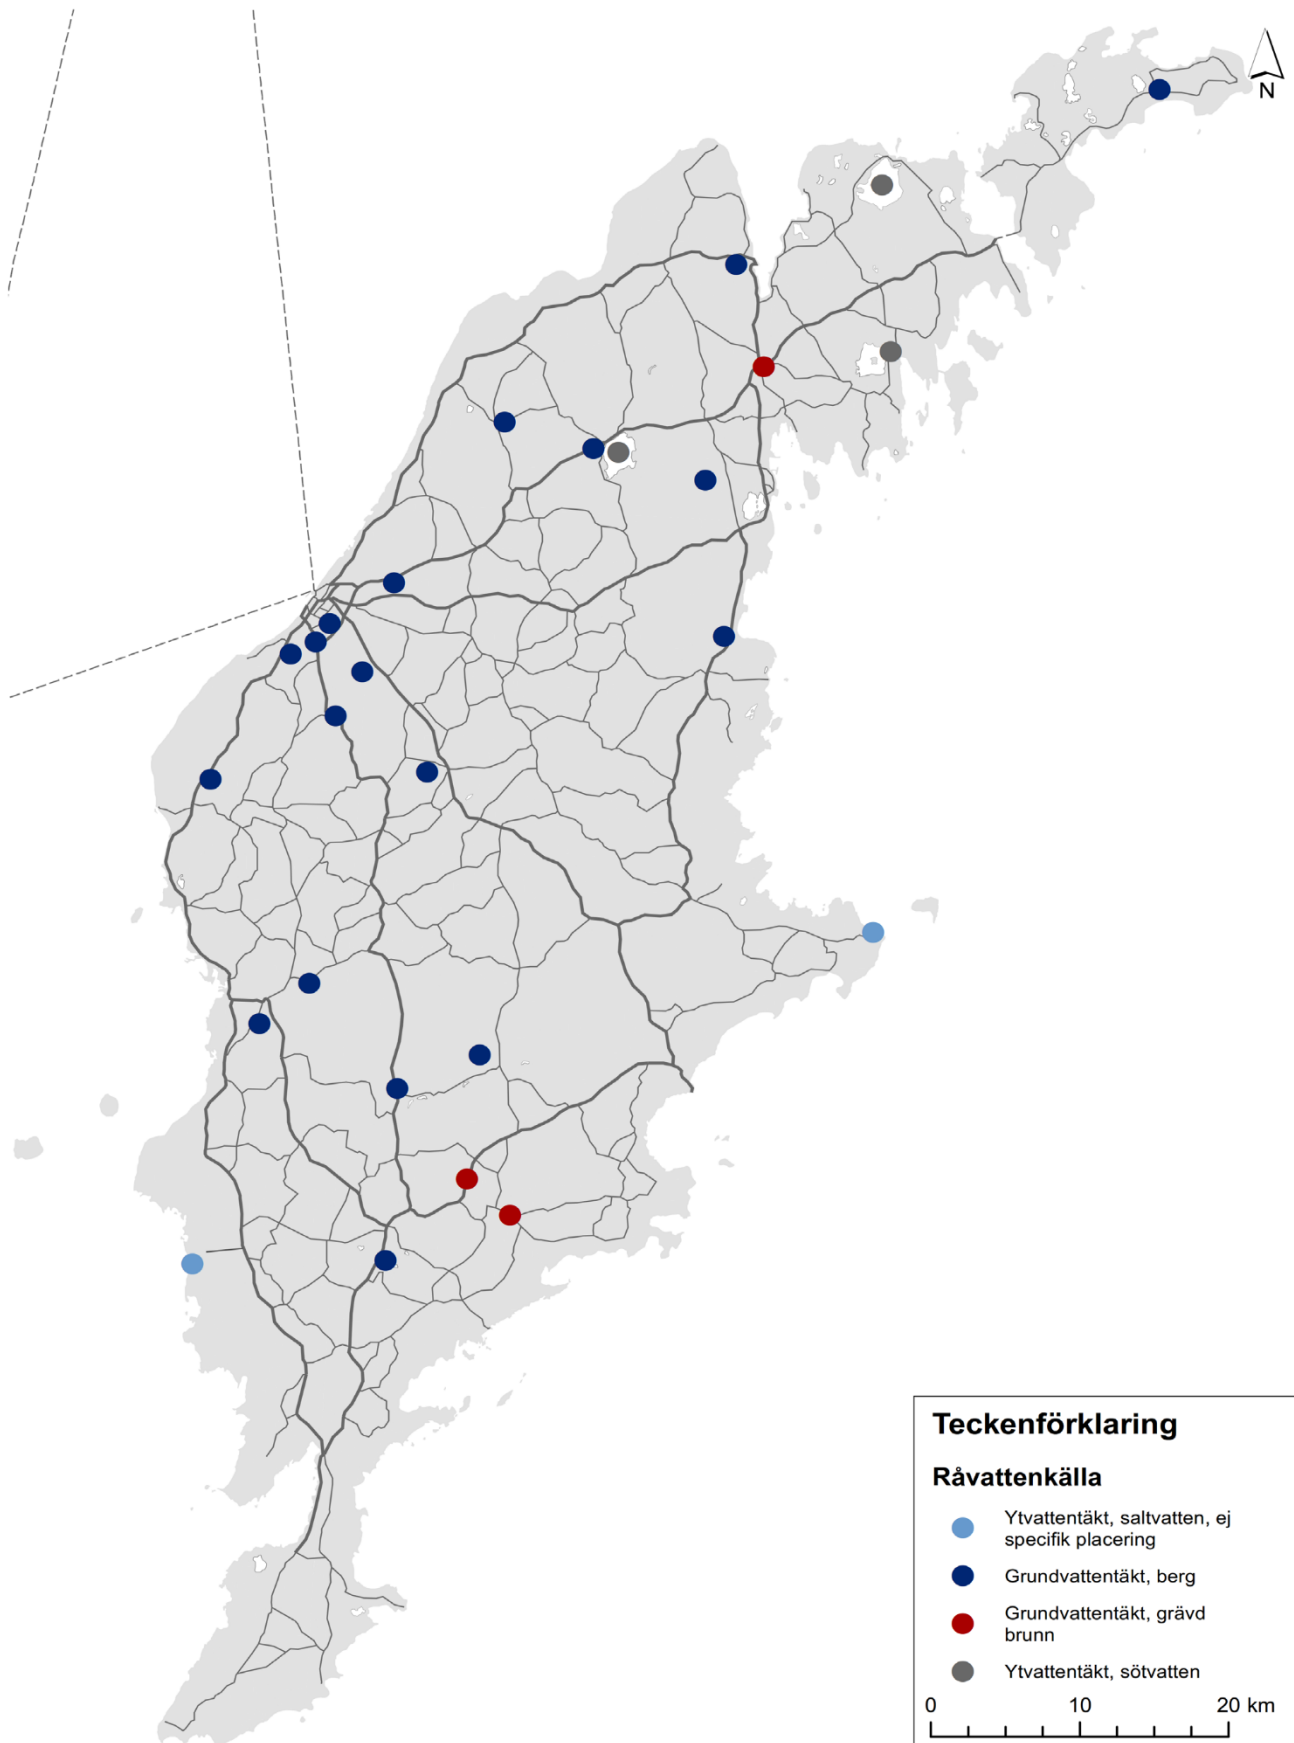 N
Teckenförklaring
Råvattenkälla
Ytvattentäkt, saltvatten, ej
specifik placering
Grundvattentäkt, berg
Grundvattentäkt, grävd
brunn
Ytvattentäkt, sötvatten
0 10 20 km